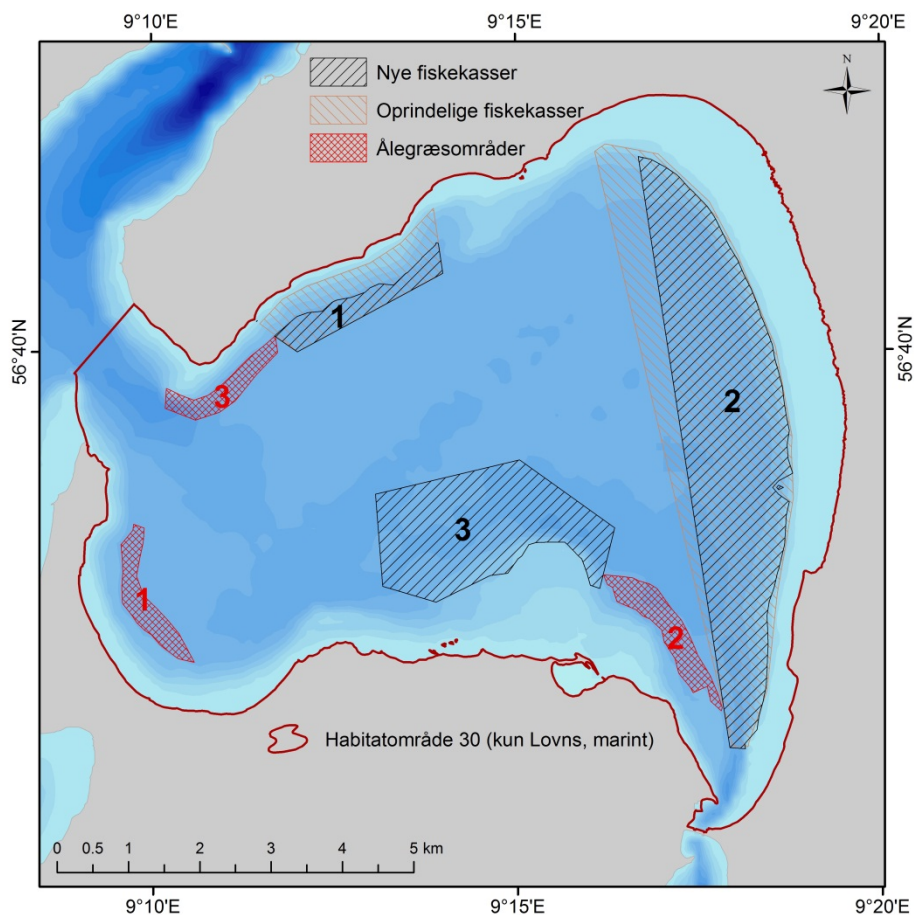 9°10'E 9°15'E 9°20'E
N
Nye fiskekasser
Oprindelige fiskekasser
Ålegræsområder
56°40'N
56°40'N
1
2
3
3
1
2
Habitatområde 30 (kun Lovns, marint)
0 0.5 1 2 3 4 5 km
9°10'E 9°15'E 9°20'E